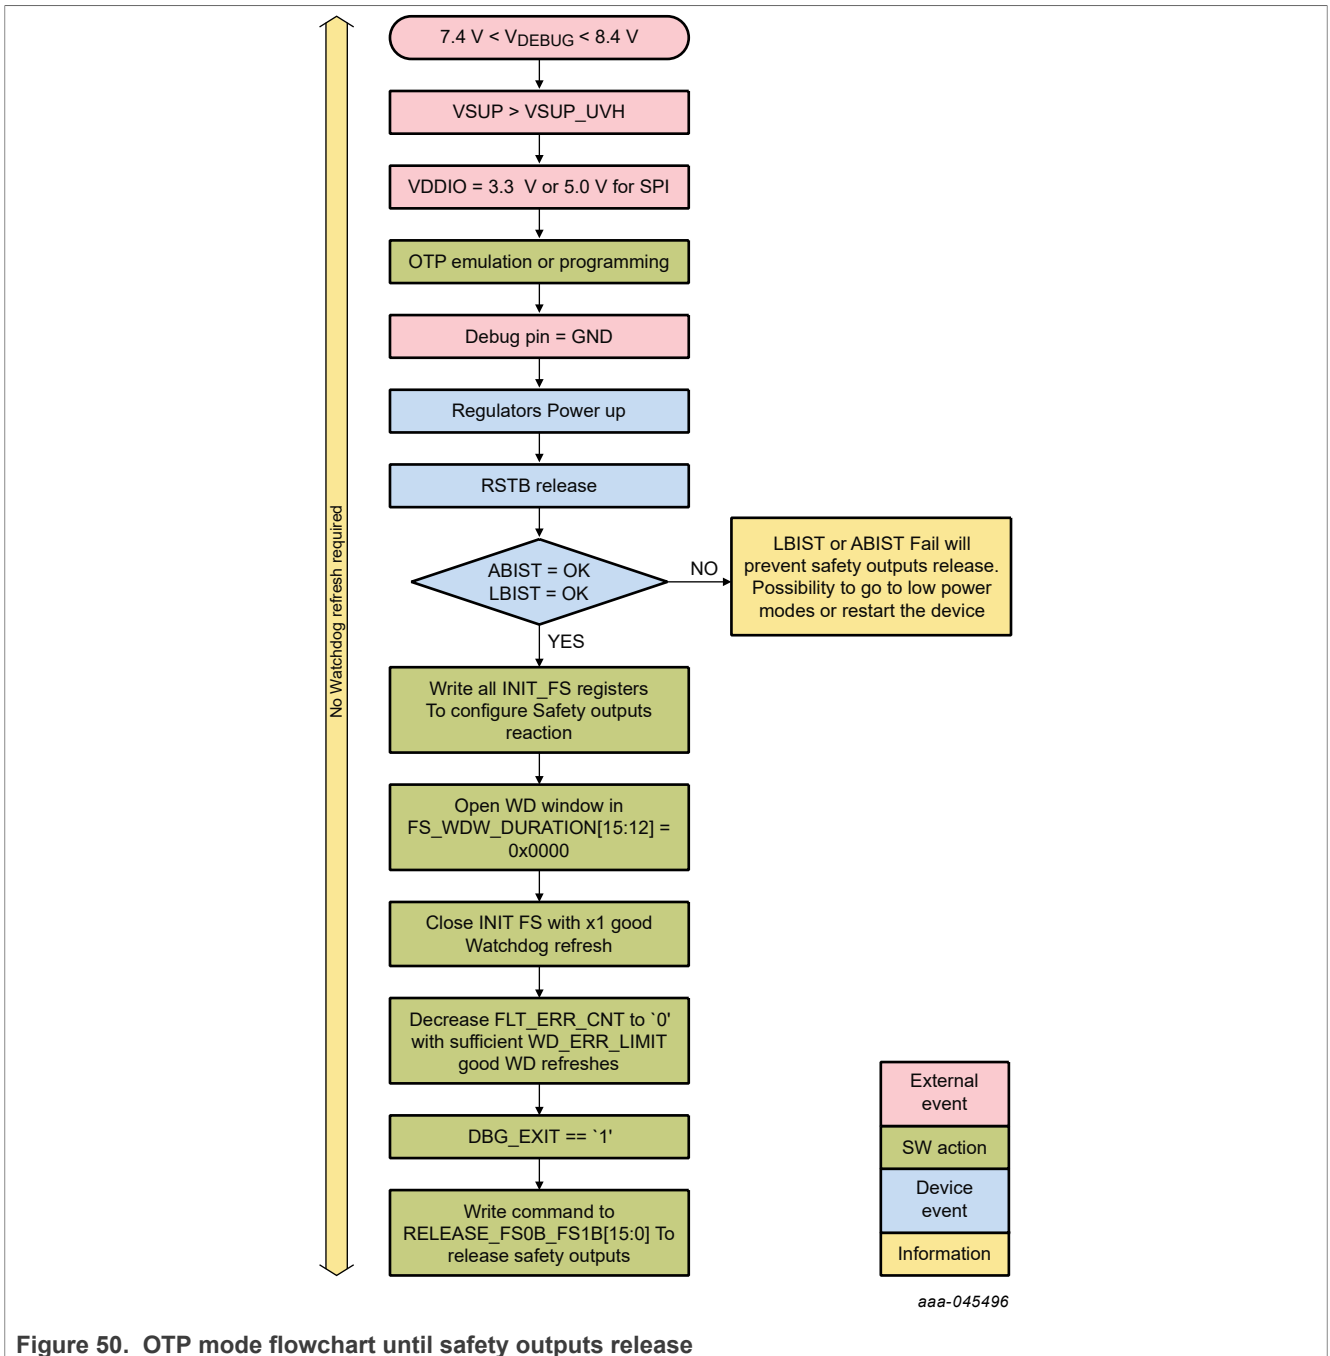 7.4 V < VDEBUG < 8.4 V
VSUP > VSUP_UVH
VDDIO = 3.3 V or 5.0 V for SPI
OTP emulation or programming
Debug pin = GND
Regulators Power up
RSTB release
No Watchdog refresh required
ABIST = OK
LBIST = OK
NO
LBIST or ABIST Fail will
prevent safety outputs release.
Possibility to go to low power
modes or restart the device
YES
Write all INIT_FS registers
To configure Safety outputs
reaction
Open WD window in
FS_WDW_DURATION[15:12] =
0x0000
Close INIT FS with x1 good
Watchdog refresh
Decrease FLT_ERR_CNT to `0'
with sufficient WD_ERR_LIMIT
good WD refreshes
DBG_EXIT == `1'
Write command to
RELEASE_FS0B_FS1B[15:0] To
release safety outputs
External
event
SW action
Device
event
Information
aaa-045496
Figure 50. OTP mode flowchart until safety outputs release